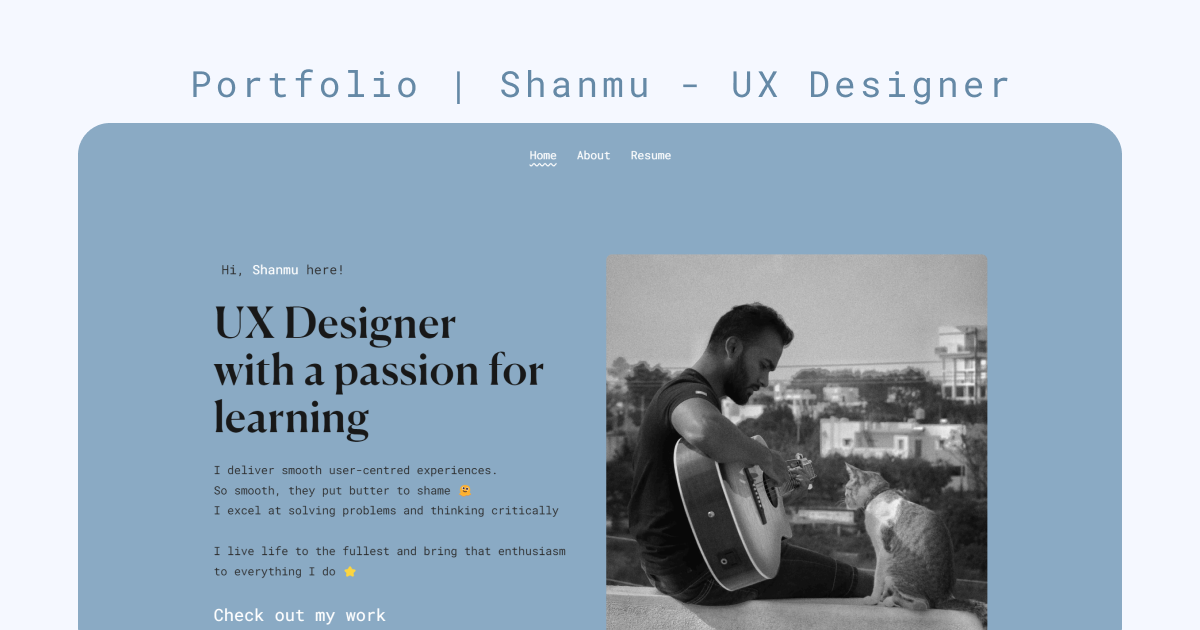 Portfolio | Shanmu - UX Designer
Home About Resume
Hi, Shanmu here!
UX Designer
with a passion for
learning
I deliver smooth user-centred experiences.
So smooth, they put butter to shame 🫠
I excel at solving problems and thinking critically
I live life to the fullest and bring that enthusiasm
to everything I do ⭐
Check out my work